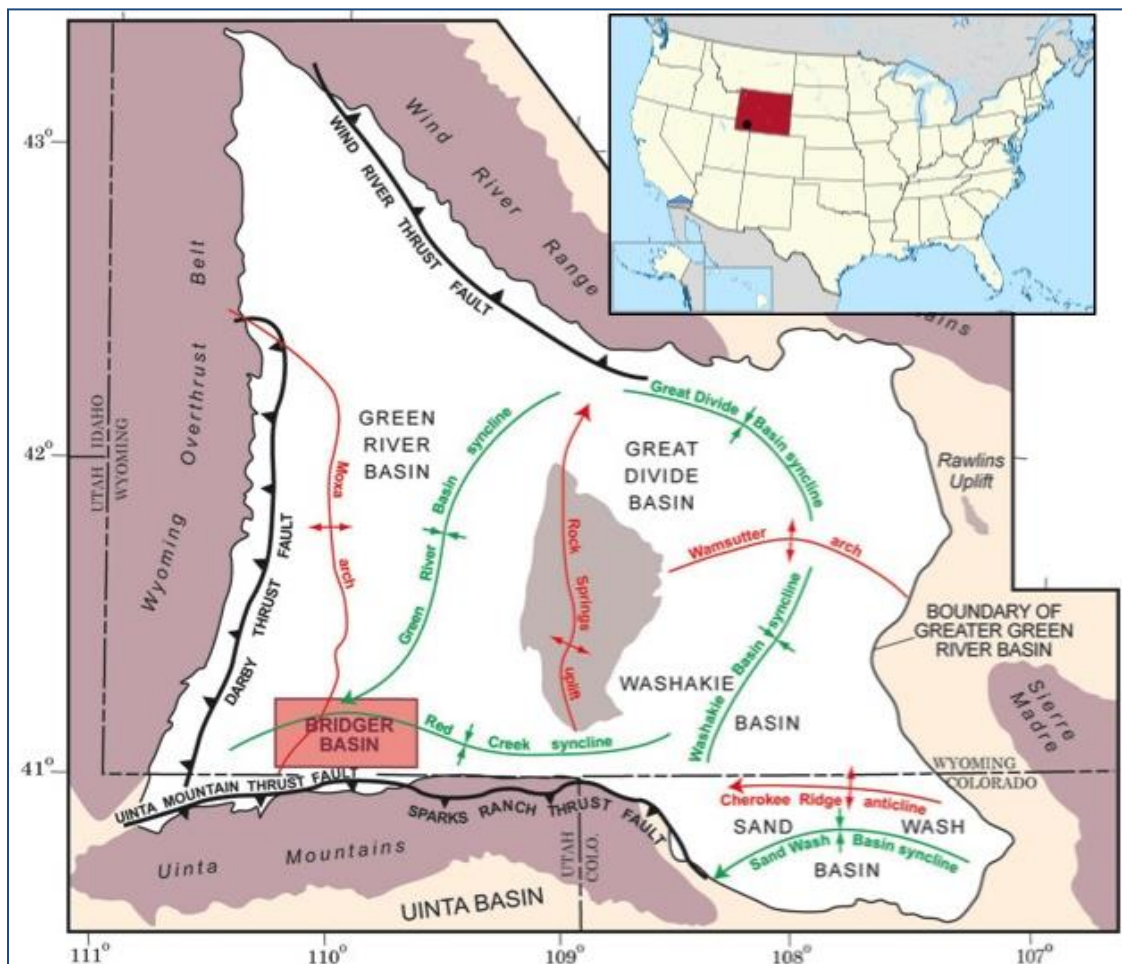 43°
42°
41°
111°
110°
109°
108°
107°
Wind River Range
WIND RIVER THRUST FAULT
Wyoming Overthrust Belt
UTAH IDAHO
WYOMING
GREEN
RIVER
BASIN
Green River Basin syncline
Moxa arch
DARBY THRUST FAULT
Great Divide Basin syncline
GREAT
DIVIDE
BASIN
Rock Springs uplift
Rawlins
Uplift
Wamsutter arch
BOUNDARY OF
GREATER GREEN
RIVER BASIN
WASHAKIE
BASIN
Washakie Basin syncline
BRIDGER
BASIN
Red Creek syncline
Sierre
Madre
WYOMING
COLORADO
UINTA MOUNTAIN THRUST FAULT
SPARKS RANCH THRUST FAULT
Cherokee Ridge anticline
SAND WASH
BASIN
Sand Wash Basin syncline
Uinta Mountains
UTAH
COLO.
UINTA BASIN
ains